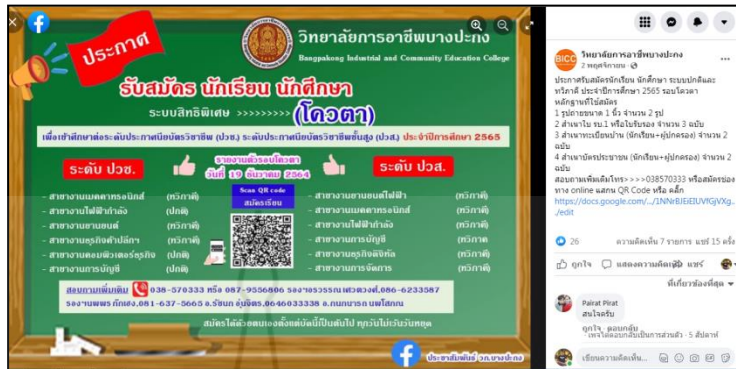 ประกาศ
วิทยาลัยการอาชีพบางปะกง
Bangpakong Industrial and Community Education College
รับสมัคร นักเรียน นักศึกษา
ระบบสิทธิพิเศษ >>>>>>>>> (โควตา)
เพื่อเข้าศึกษาต่อระดับประกาศนียบัตรวิชาชีพ (ปวช.) ระดับประกาศนียบัตรวิชาชีพชั้นสูง (ปวส.) ประจำปีการศึกษา 2565
ระดับ ปวช.
รายงานตัวรอบโควตา
วันที่ 19 ธันวาคม 2564
ระดับ ปวส.
Scan QR code
สมัครเรียน
- สาขางานเมคคาทรอนิกส์ (ทวิภาคี)
- สาขางานไฟฟ้ากำลัง (ปกติ)
- สาขางานยานยนต์ (ทวิภาคี)
- สาขางานธุรกิจค้าปลีกฯ (ทวิภาคี)
- สาขางานคอมพิวเตอร์ธุรกิจ (ปกติ)
- สาขางานการบัญชี (ปกติ)
- สาขางานยานยนต์ไฟฟ้า (ทวิภาคี)
- สาขางานเมคคาทรอนิกส์ (ทวิภาคี)
- สาขางานไฟฟ้ากำลัง (ทวิภาคี)
- สาขางานการบัญชี (ทวิภาค
- สาขางานธุรกิจดิจิทัล (ทวิภาคี)
- สาขางานการจัดการ (ทวิภาคี)
สอบถามเพิ่มเติม 038-570333 หรือ 087-9556806 086-6233587
081-637-5665 0646033338
สมัครได้ด้วยตนเองตั้งแต่บัดนี้เป็นต้นไป ทุกวันไม่เว้นวันหยุด
ประชาสัมพันธ์ วก.บางปะกง
BICC
วิทยาลัยการอาชีพบางปะกง
2 พฤศจิกายน
ประกาศรับสมัครนักเรียน นักศึกษา ระบบปกติและ
ทวิภาคี ประจำปีการศึกษา 2565 รอบโควตา
หลักฐานที่ใช้สมัคร
1 รูปถ่ายขนาด 1 นิ้ว จำนวน 2 รูป
2 สำเนาใบ รบ.1 หรือใบรับรอง จำนวน 3 ฉบับ
3 สำเนาทะเบียนบ้าน (นักเรียน+ผู้ปกครอง) จำนวน 2
ฉบับ
4 สำเนาบัตรประชาชน (นักเรียน+ผู้ปกครอง) จำนวน 2
ฉบับ
สอบถามเพิ่มเติมโทร>>>>038570333 หรือสมัครช่อง
ทาง online แสกน QR Code หรือ คลิ๊ก
https://docs.google.com/.../1NNrBJEiEIUVfGjVXg...
/edit
26 ความคิดเห็น 7 รายการ แชร์ 15 ครั้ง
ถูกใจ แสดงความคิดเห็น แชร์
ที่เกี่ยวข้องที่สุด
Pairat Pirat
สนใจครับ
ถูกใจ · ตอบกลับ
5 สัปดาห์
เขียนความคิดเห็น...